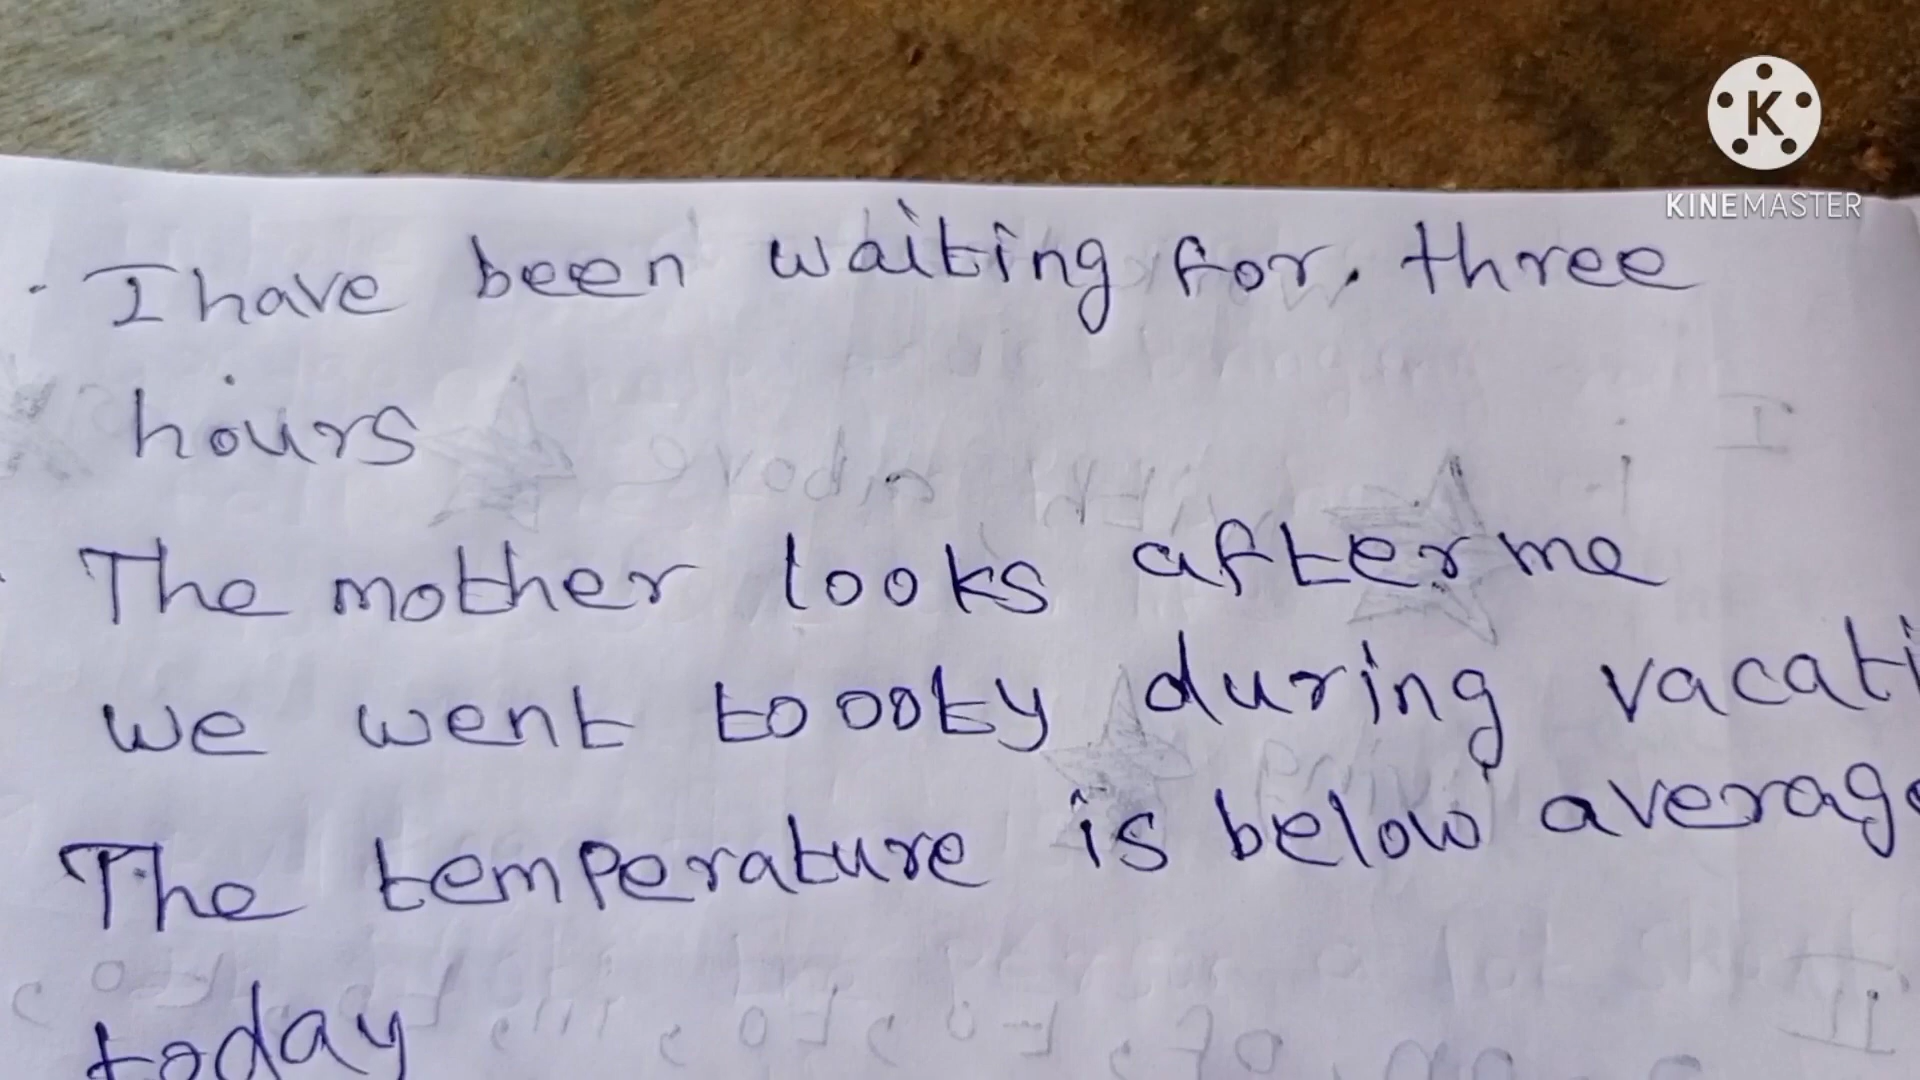 K
KINEMASTER
I have been waiting for. three
hours
The mother looks after me
we went to ooty during vacati
The temperature is below average
today